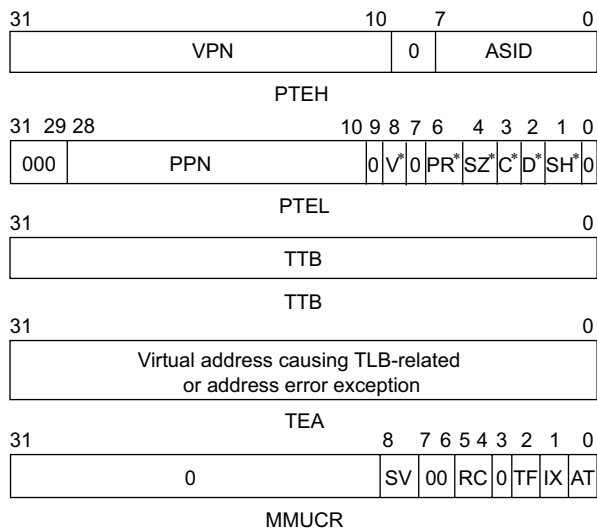 31 10 7 0
VPN 0 ASID
PTEH
31 29 28 10 9 8 7 6 4 3 2 1 0
000 PPN 0 V* 0 PR* SZ* C* D* SH* 0
PTEL
31 0
TTB
TTB
31 0
Virtual address causing TLB-related
or address error exception
TEA
31 8 7 6 5 4 3 2 1 0
0 SV 00 RC 0 TF IX AT
MMUCR